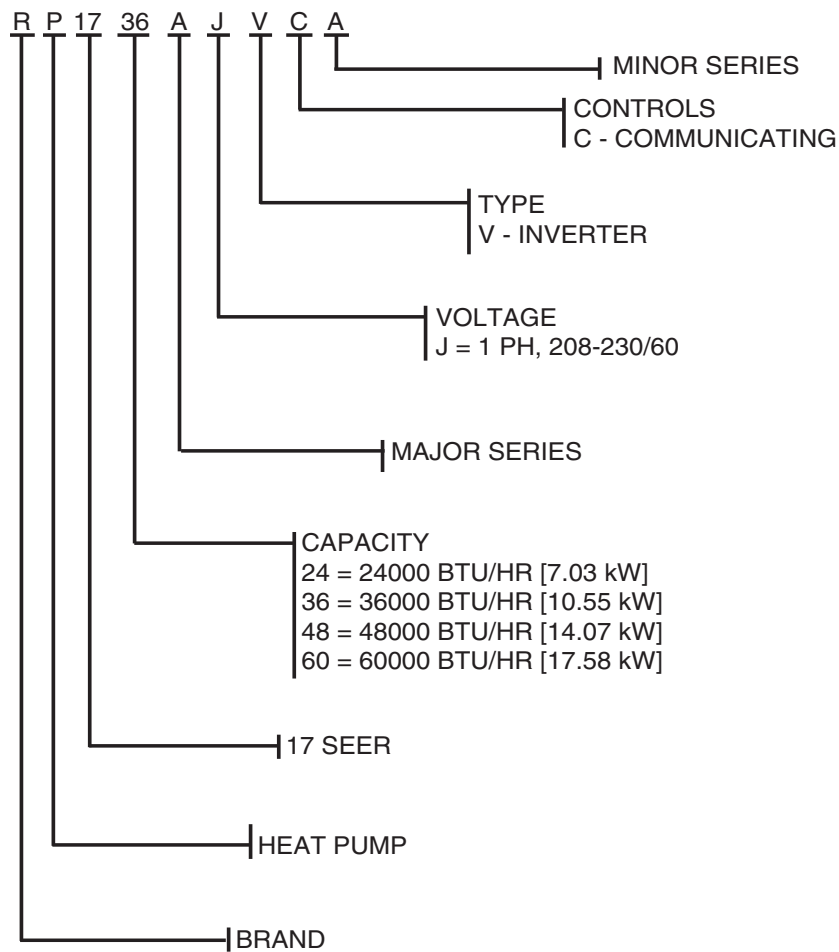 R P 17 36 A J V C A
MINOR SERIES
CONTROLS
C - COMMUNICATING
TYPE
V - INVERTER
VOLTAGE
J = 1 PH, 208-230/60
MAJOR SERIES
CAPACITY
24 = 24000 BTU/HR [7.03 kW]
36 = 36000 BTU/HR [10.55 kW]
48 = 48000 BTU/HR [14.07 kW]
60 = 60000 BTU/HR [17.58 kW]
17 SEER
HEAT PUMP
BRAND